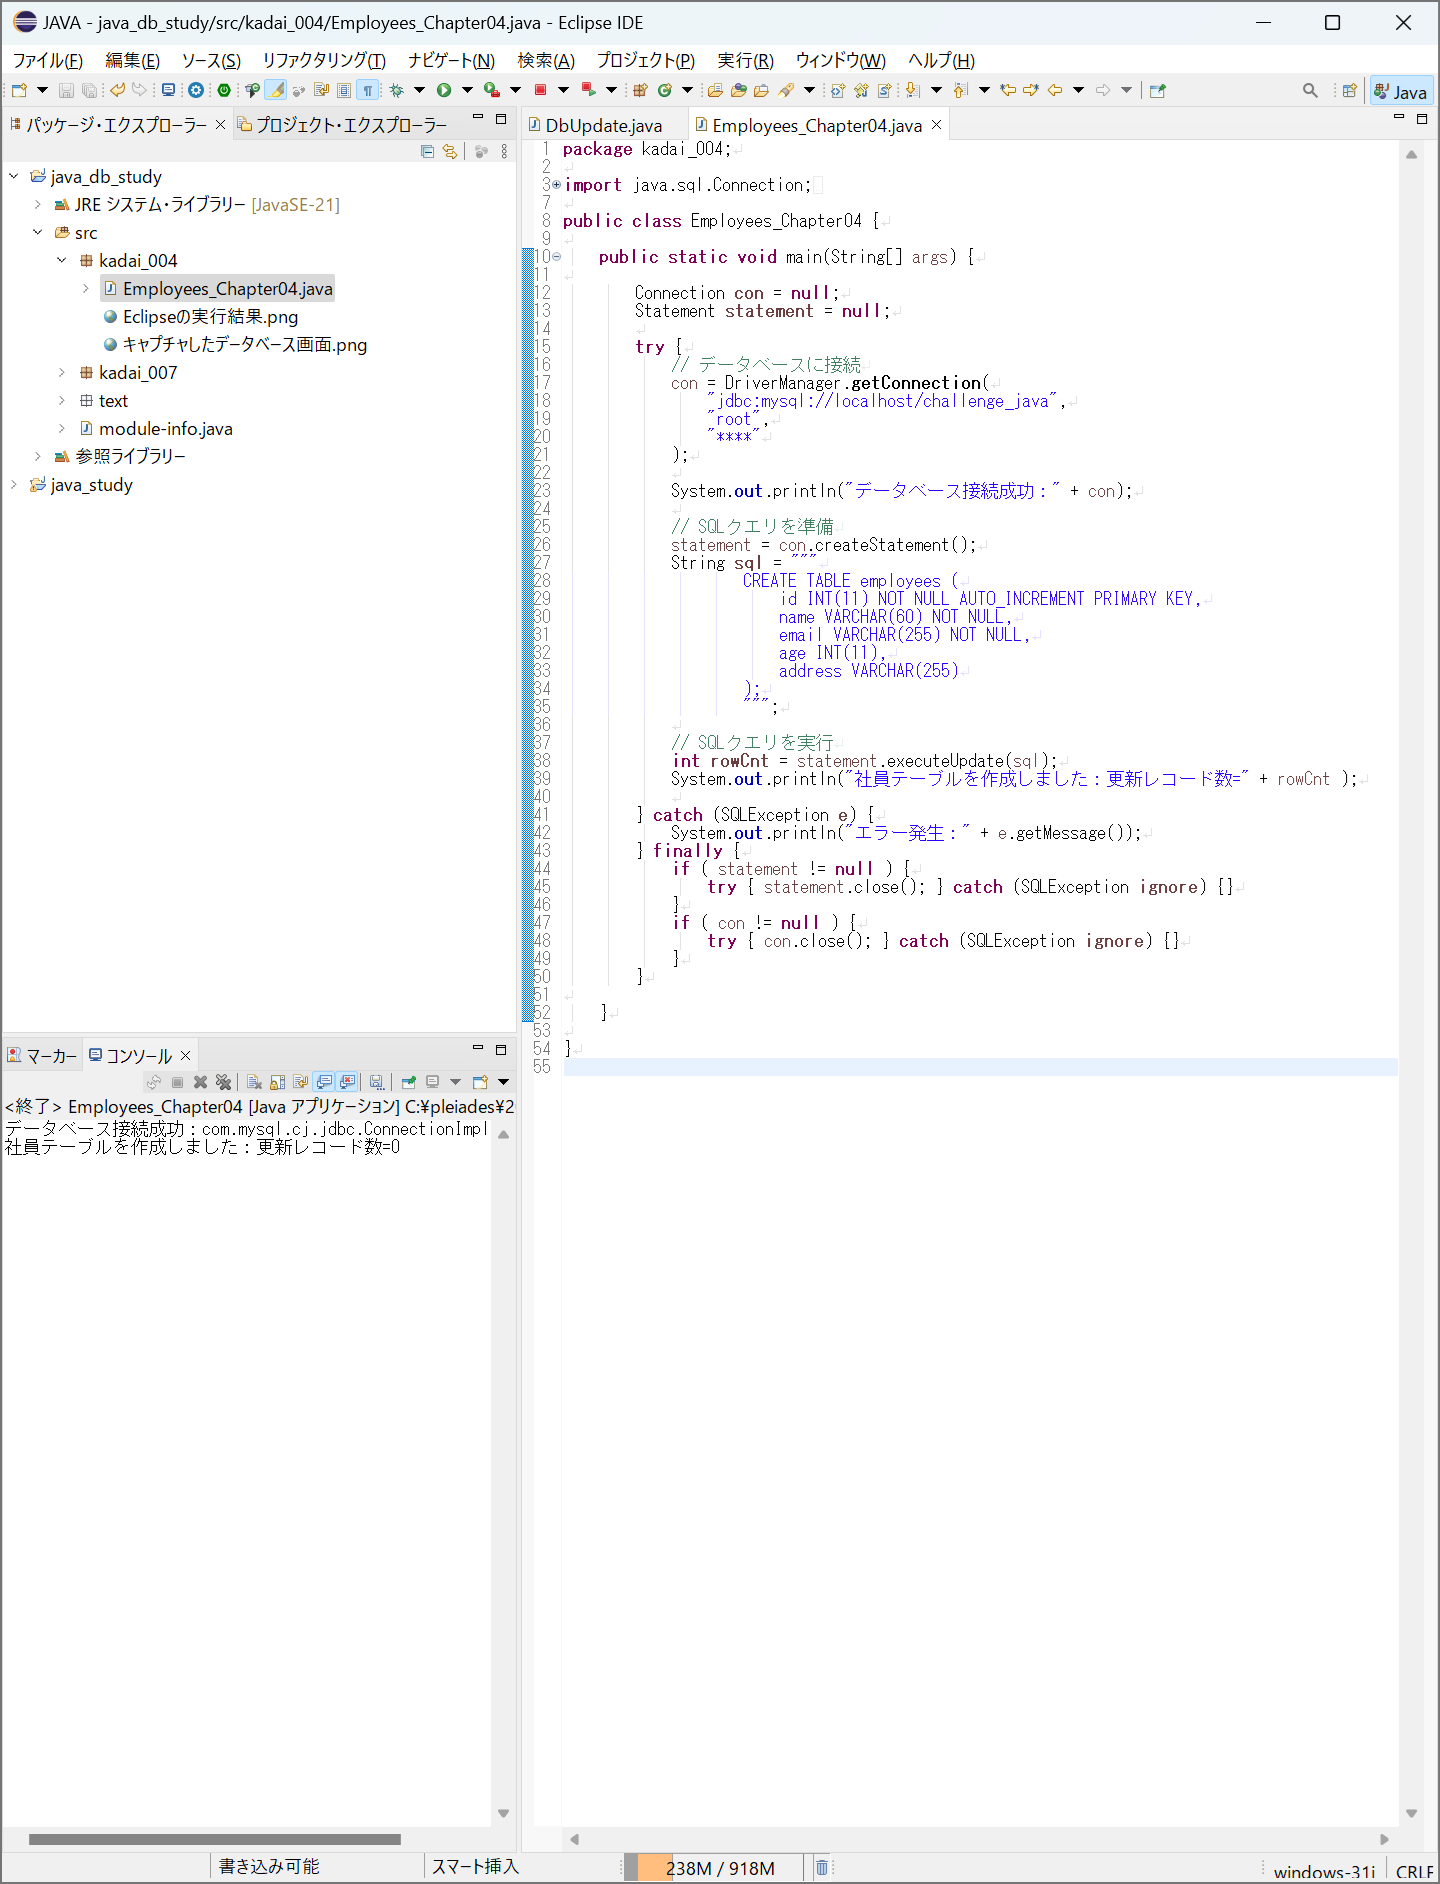 JAVA - java_db_study/src/kadai_004/Employees_Chapter04.java - Eclipse IDE
ファイル(F) 編集(E) ソース(S) リファクタリング(T) ナビゲート(N) 検索(A) プロジェクト(P) 実行(R) ウィンドウ(W) ヘルプ(H)
Java
パッケージ・エクスプローラー プロジェクト・エクスプローラー
java_db_study
JRE システム・ライブラリー [JavaSE-21]
src
kadai_004
Employees_Chapter04.java
Eclipseの実行結果.png
キャプチャしたデータベース画面.png
kadai_007
text
module-info.java
参照ライブラリー
java_study
DbUpdate.java Employees_Chapter04.java
1 package kadai_004;
2
3 import java.sql.Connection;
7
8 public class Employees_Chapter04 {
9
10 public static void main(String[] args) {
11
12 Connection con = null;
13 Statement statement = null;
14
15 try {
16 // データベースに接続
17 con = DriverManager.getConnection(
18 "jdbc:mysql://localhost/challenge_java",
19 "root",
20 "****"
21 );
22
23 System.out.println("データベース接続成功：" + con);
24
25 // SQLクエリを準備
26 statement = con.createStatement();
27 String sql = """
28 CREATE TABLE employees (
29 id INT(11) NOT NULL AUTO_INCREMENT PRIMARY KEY,
30 name VARCHAR(60) NOT NULL,
31 email VARCHAR(255) NOT NULL,
32 age INT(11),
33 address VARCHAR(255)
34 );
35 """;
36
37 // SQLクエリを実行
38 int rowCnt = statement.executeUpdate(sql);
39 System.out.println("社員テーブルを作成しました：更新レコード数=" + rowCnt );
40
41 } catch (SQLException e) {
42 System.out.println("エラー発生：" + e.getMessage());
43 } finally {
44 if ( statement != null ) {
45 try { statement.close(); } catch (SQLException ignore) {}
46 }
47 if ( con != null ) {
48 try { con.close(); } catch (SQLException ignore) {}
49 }
50 }
51
52 }
53
54 }
55
マーカー コンソール
<終了> Employees_Chapter04 [Java アプリケーション] C:¥pleiades¥2
データベース接続成功：com.mysql.cj.jdbc.ConnectionImpl
社員テーブルを作成しました：更新レコード数=0
書き込み可能 スマート挿入 238M / 918M windows-31j CRLF